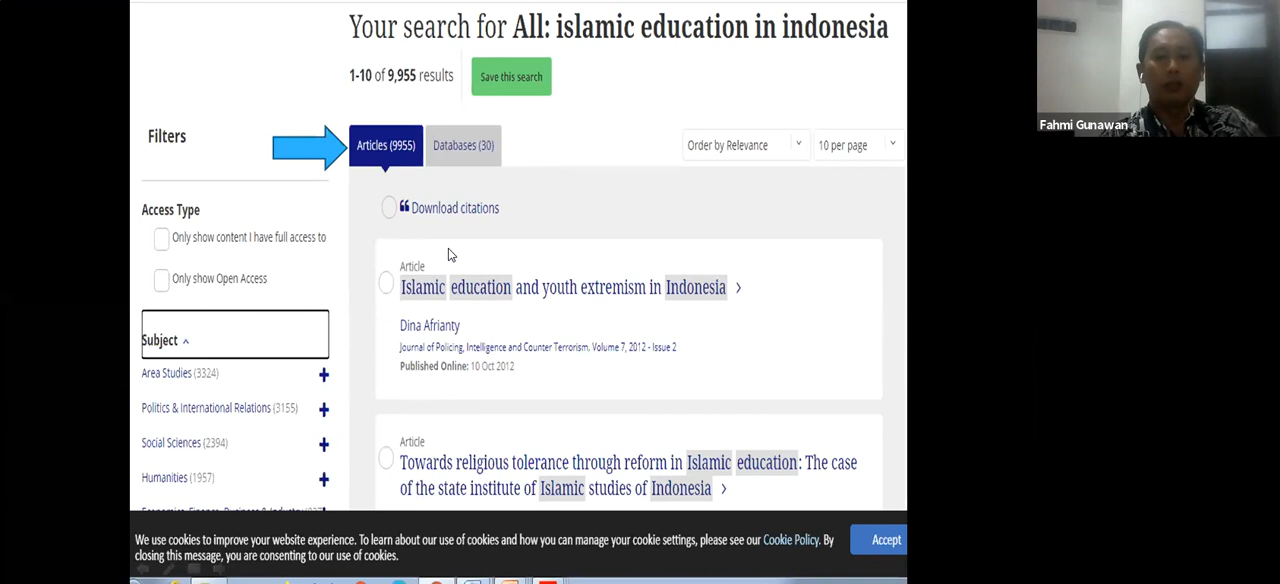 Your search for All: islamic education in indonesia
1-10 of 9,955 results
Save this search
Filters
Articles (9955)
Databases (30)
Order by Relevance
10 per page
Download citations
Access Type
Only show content I have full access to
Only show Open Access
Subject
Area Studies (3324)
Politics & International Relations (3155)
Social Sciences (2394)
Humanities (1957)
Article
Islamic education and youth extremism in Indonesia
Dina Afrianty
Journal of Policing, Intelligence and Counter Terrorism, Volume 7, 2012 - Issue 2
Published Online: 10 Oct 2012
Article
Towards religious tolerance through reform in Islamic education: The case
of the state institute of Islamic studies of Indonesia
We use cookies to improve your website experience. To learn about our use of cookies and how you can manage your cookie settings, please see our Cookie Policy. By
closing this message, you are consenting to our use of cookies.
Accept
Fahmi Gunawan